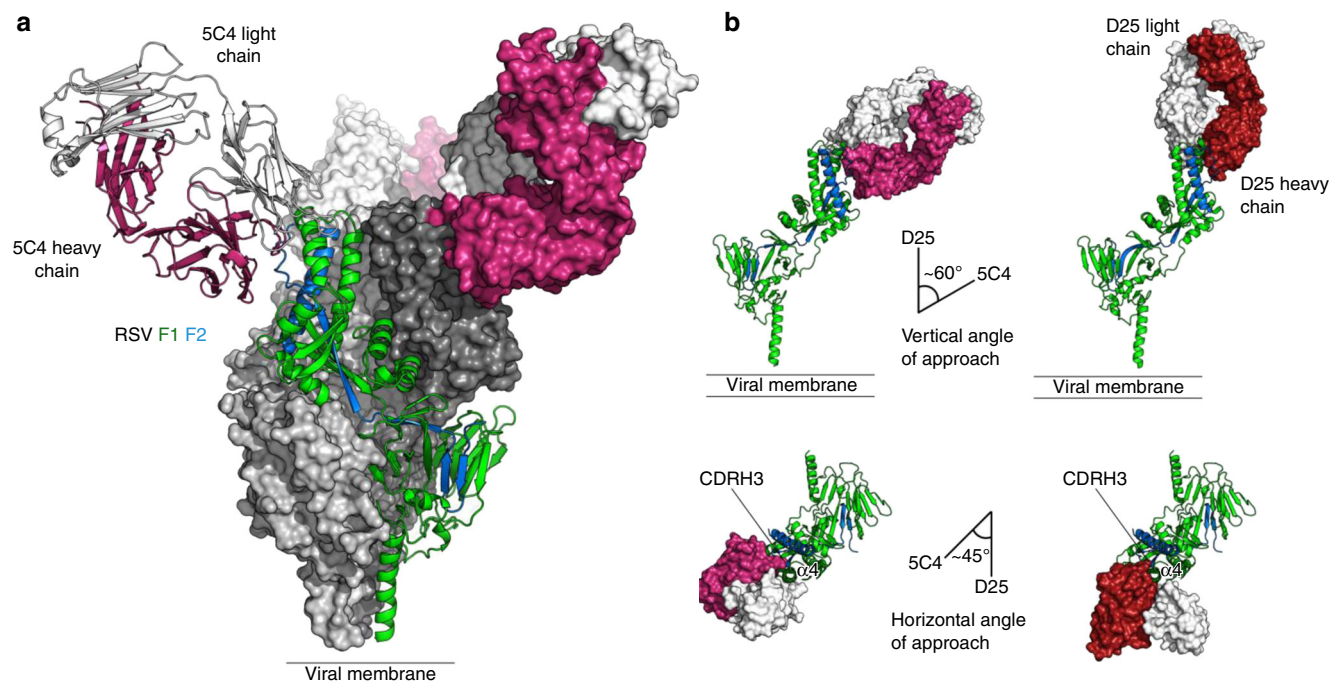 a
5C4 light
chain
5C4 heavy
chain
RSV F1 F2
Viral membrane
b
D25 light
chain
D25 heavy
chain
D25
~60°
5C4
Vertical angle
of approach
Viral membrane
Viral membrane
CDRH3
α4
5C4
~45°
D25
Horizontal angle
of approach
CDRH3
α4